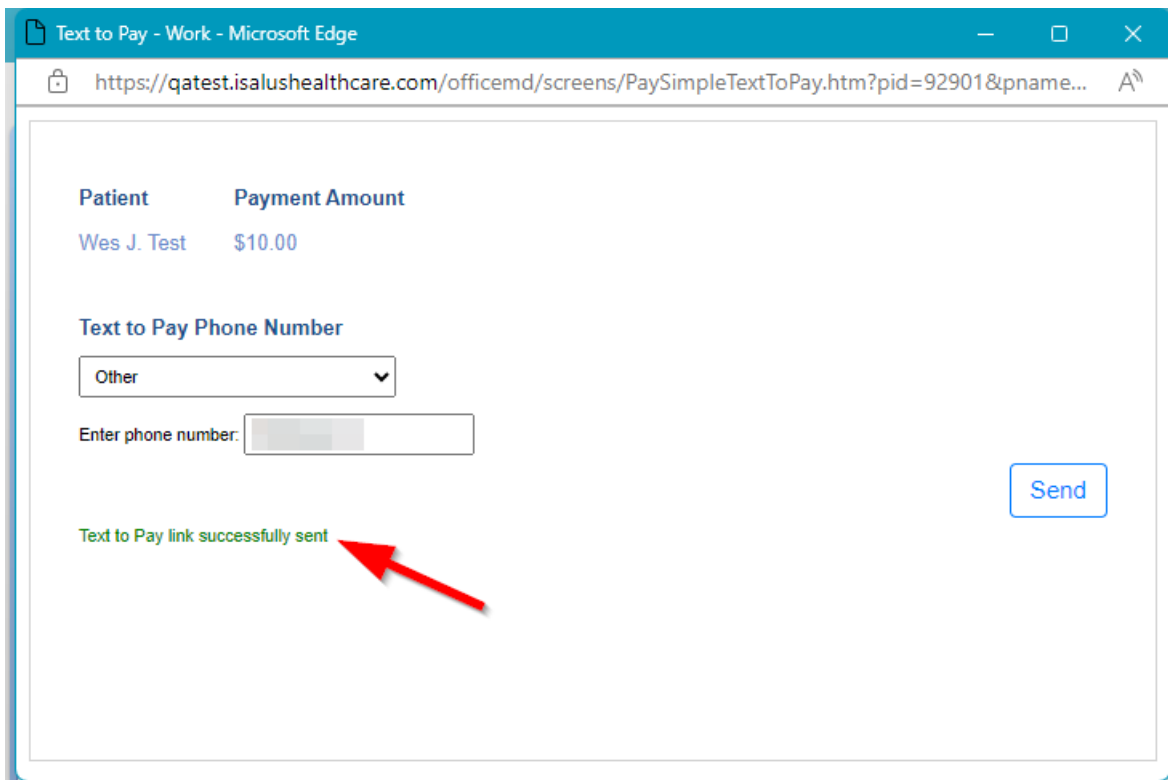 Text to Pay - Work - Microsoft Edge
https://qatest.isalushealthcare.com/officemd/screens/PaySimpleTextToPay.htm?pid=92901&pname...
Patient Payment Amount
Wes J. Test $10.00
Text to Pay Phone Number
Other
Enter phone number:
Send
Text to Pay link successfully sent